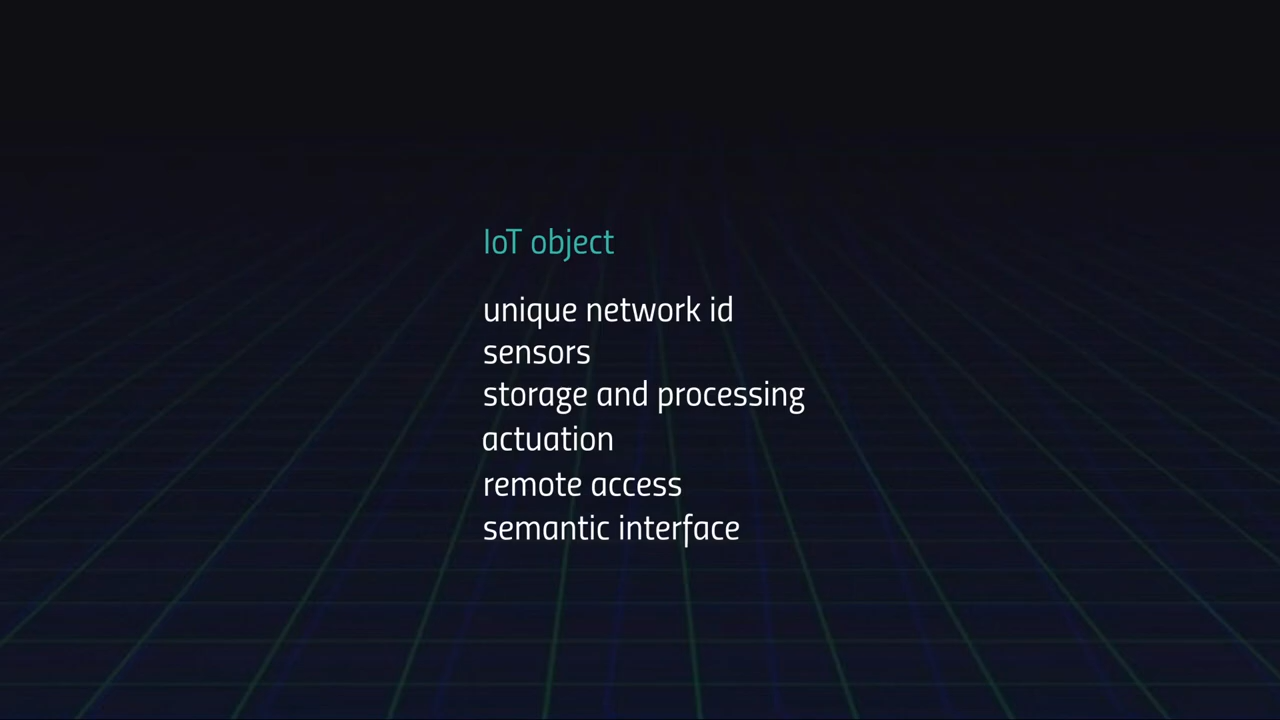 IoT object
unique network id
sensors
storage and processing
actuation
remote access
semantic interface